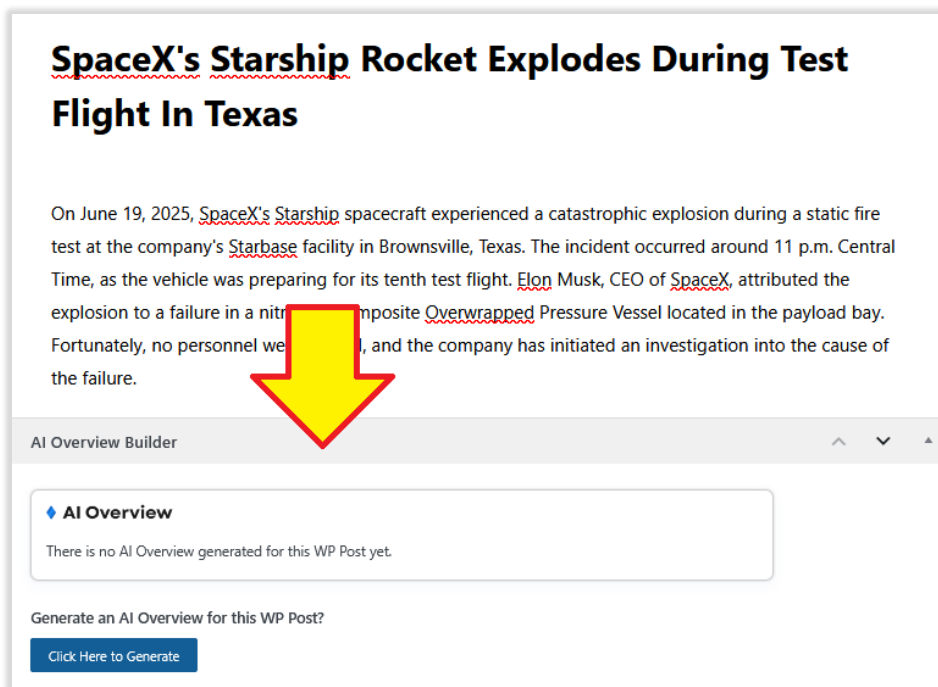 SpaceX's Starship Rocket Explodes During Test
Flight In Texas
On June 19, 2025, SpaceX's Starship spacecraft experienced a catastrophic explosion during a static fire
test at the company's Starbase facility in Brownsville, Texas. The incident occurred around 11 p.m. Central
Time, as the vehicle was preparing for its tenth test flight. Elon Musk, CEO of SpaceX, attributed the
explosion to a failure in a Overwrapped Pressure Vessel located in the payload bay.
Fortunately, no personnel and the company has initiated an investigation into the cause of
the failure.
AI Overview Builder
AI Overview
There is no AI Overview generated for this WP Post yet.
Generate an AI Overview for this WP Post?
Click Here to Generate